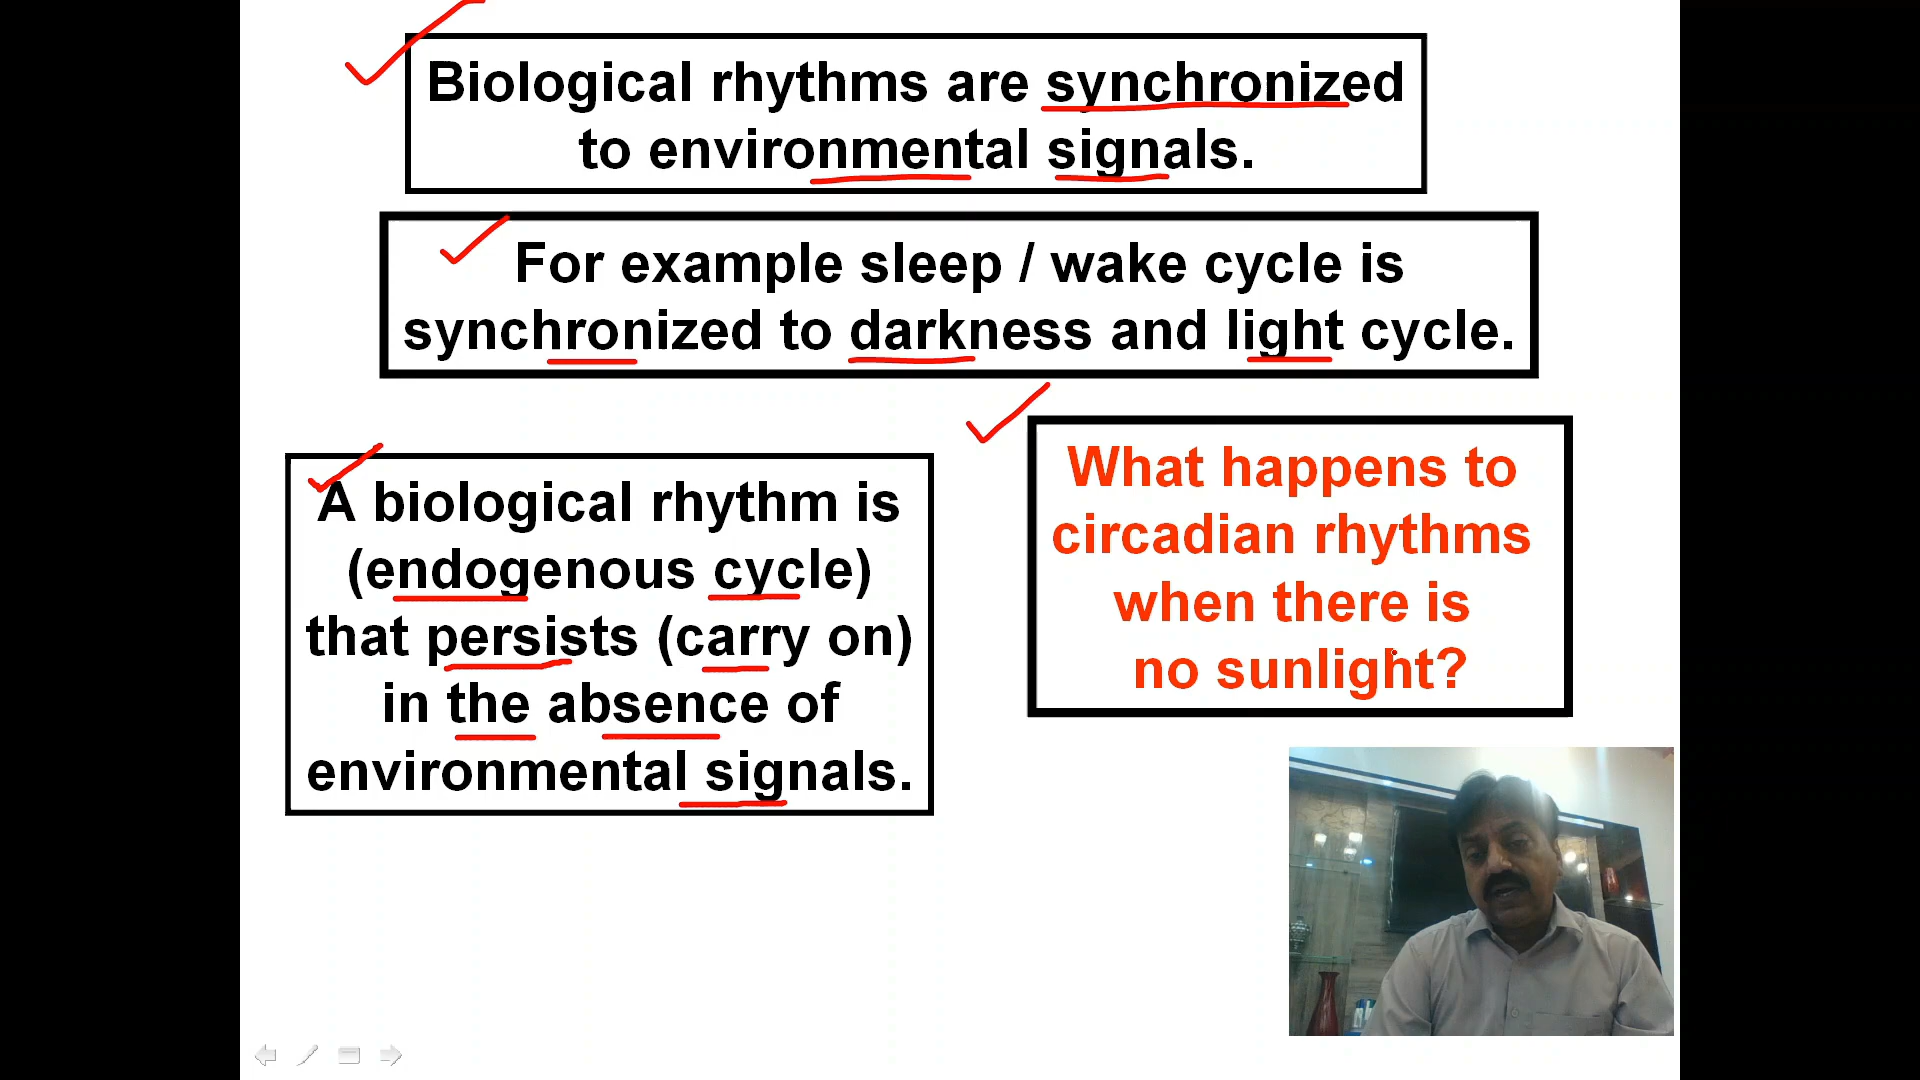 Biological rhythms are synchronized
to environmental signals.
For example sleep / wake cycle is
synchronized to darkness and light cycle.
A biological rhythm is
(endogenous cycle)
that persists (carry on)
in the absence of
environmental signals.
What happens to
circadian rhythms
when there is
no sunlight?